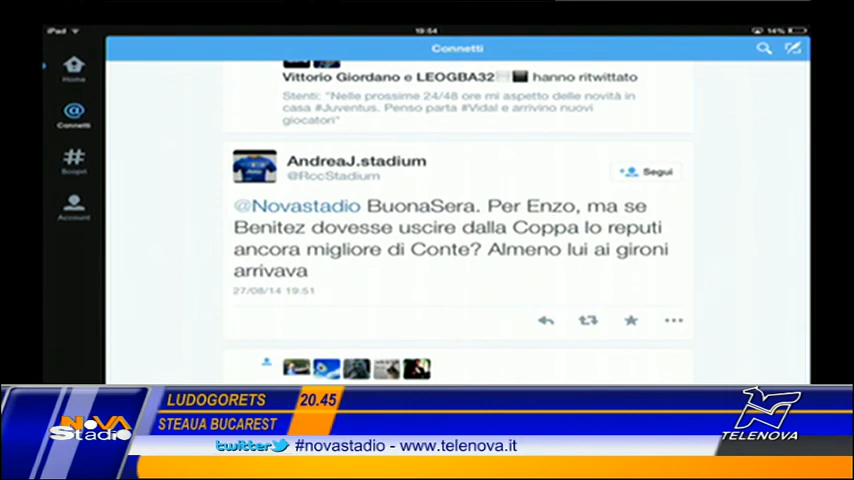 iPad
19:54
14%
Connetti
Home
Connetti
Scopri
Account
Vittorio Giordano e LEOGBA32 hanno ritwittato
Stenti: "Nelle prossime 24/48 ore mi aspetto delle novità in
casa #Juventus. Penso parta #Vidal e arrivino nuovi
giocatori"
AndreaJ.stadium
@RccStadium
Segui
@Novastadio BuonaSera. Per Enzo, ma se
Benitez dovesse uscire dalla Coppa lo reputi
ancora migliore di Conte? Almeno lui ai gironi
arrivava
27/08/14 19:51
LUDOGORETS 20.45
STEAUA BUCAREST
NOVA
Stadio
twitter #novastadio - www.telenova.it
TELENOVA